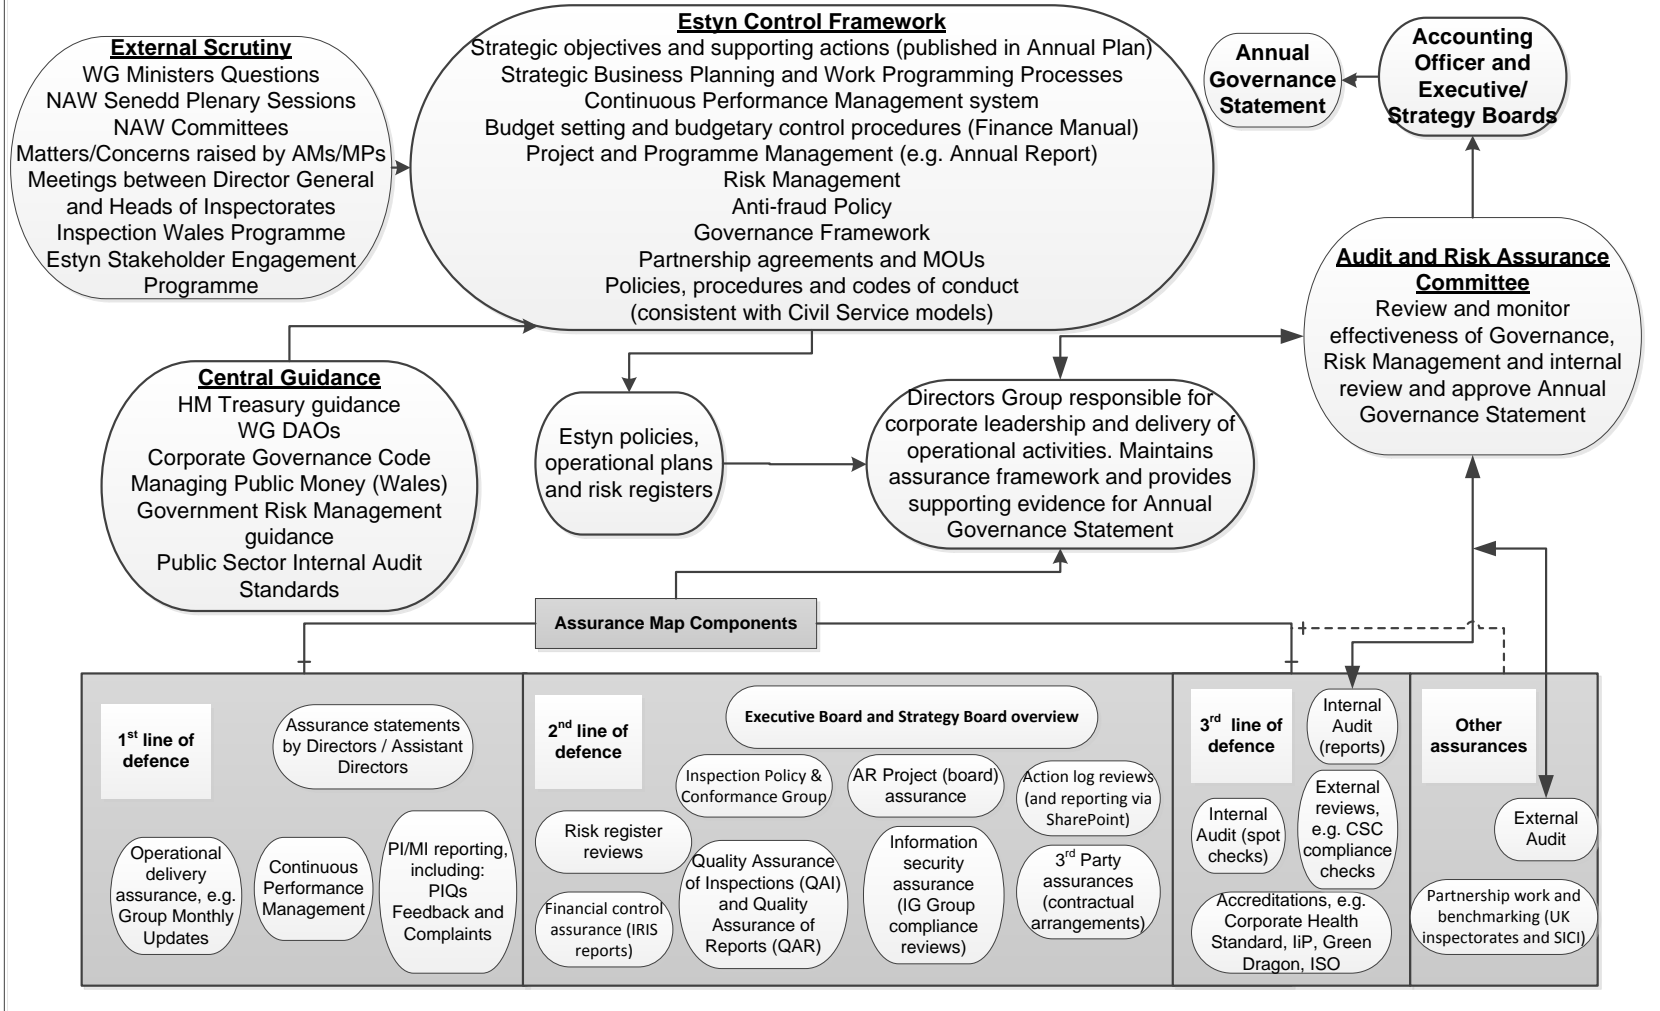 External Scrutiny
WG Ministers Questions
NAW Senedd Plenary Sessions
NAW Committees
Matters/Concerns raised by AMs/MPs
Meetings between Director General
and Heads of Inspectorates
Inspection Wales Programme
Estyn Stakeholder Engagement
Programme
Estyn Control Framework
Strategic objectives and supporting actions (published in Annual Plan)
Strategic Business Planning and Work Programming Processes
Continuous Performance Management system
Budget setting and budgetary control procedures (Finance Manual)
Project and Programme Management (e.g. Annual Report)
Risk Management
Anti-fraud Policy
Governance Framework
Partnership agreements and MOUs
Policies, procedures and codes of conduct
(consistent with Civil Service models)
Annual
Governance
Statement
Accounting
Officer and
Executive/
Strategy Boards
Audit and Risk Assurance
Committee
Review and monitor
effectiveness of Governance,
Risk Management and internal
review and approve Annual
Governance Statement
Central Guidance
HM Treasury guidance
WG DAOs
Corporate Governance Code
Managing Public Money (Wales)
Government Risk Management
guidance
Public Sector Internal Audit
Standards
Estyn policies,
operational plans
and risk registers
Directors Group responsible for
corporate leadership and delivery of
operational activities. Maintains
assurance framework and provides
supporting evidence for Annual
Governance Statement
Assurance Map Components
1st line of
defence
Assurance statements
by Directors / Assistant
Directors
Operational
delivery
assurance, e.g.
Group Monthly
Updates
Continuous
Performance
Management
PI/MI reporting,
including:
PIQs
Feedback and
Complaints
2nd line of
defence
Executive Board and Strategy Board overview
Inspection Policy &
Conformance Group
AR Project (board)
assurance
Action log reviews
(and reporting via
SharePoint)
Risk register
reviews
Quality Assurance
of Inspections (QAI)
and Quality
Assurance of
Reports (QAR)
Information
security
assurance
(IG Group
compliance
reviews)
3rd Party
assurances
(contractual
arrangements)
Financial control
assurance (IRIS
reports)
3rd line of
defence
Internal
Audit
(reports)
Internal
Audit (spot
checks)
External
reviews,
e.g. CSC
compliance
checks
Accreditations, e.g.
Corporate Health
Standard, IiP, Green
Dragon, ISO
Other
assurances
External
Audit
Partnership work and
benchmarking (UK
inspectorates and SICI)